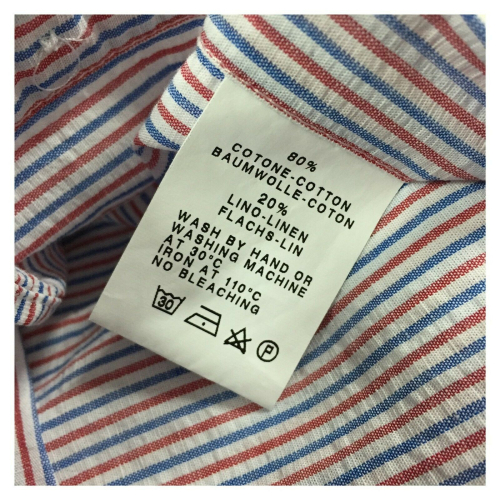 80%
COTONE-COTTON
BAUMWOLLE-COTON
20%
LINO-LINEN
FLACHS-LIN
WASH BY HAND OR
WASHING MACHINE
AT 30°C
IRON AT 110°C
NO BLEACHING
30 P